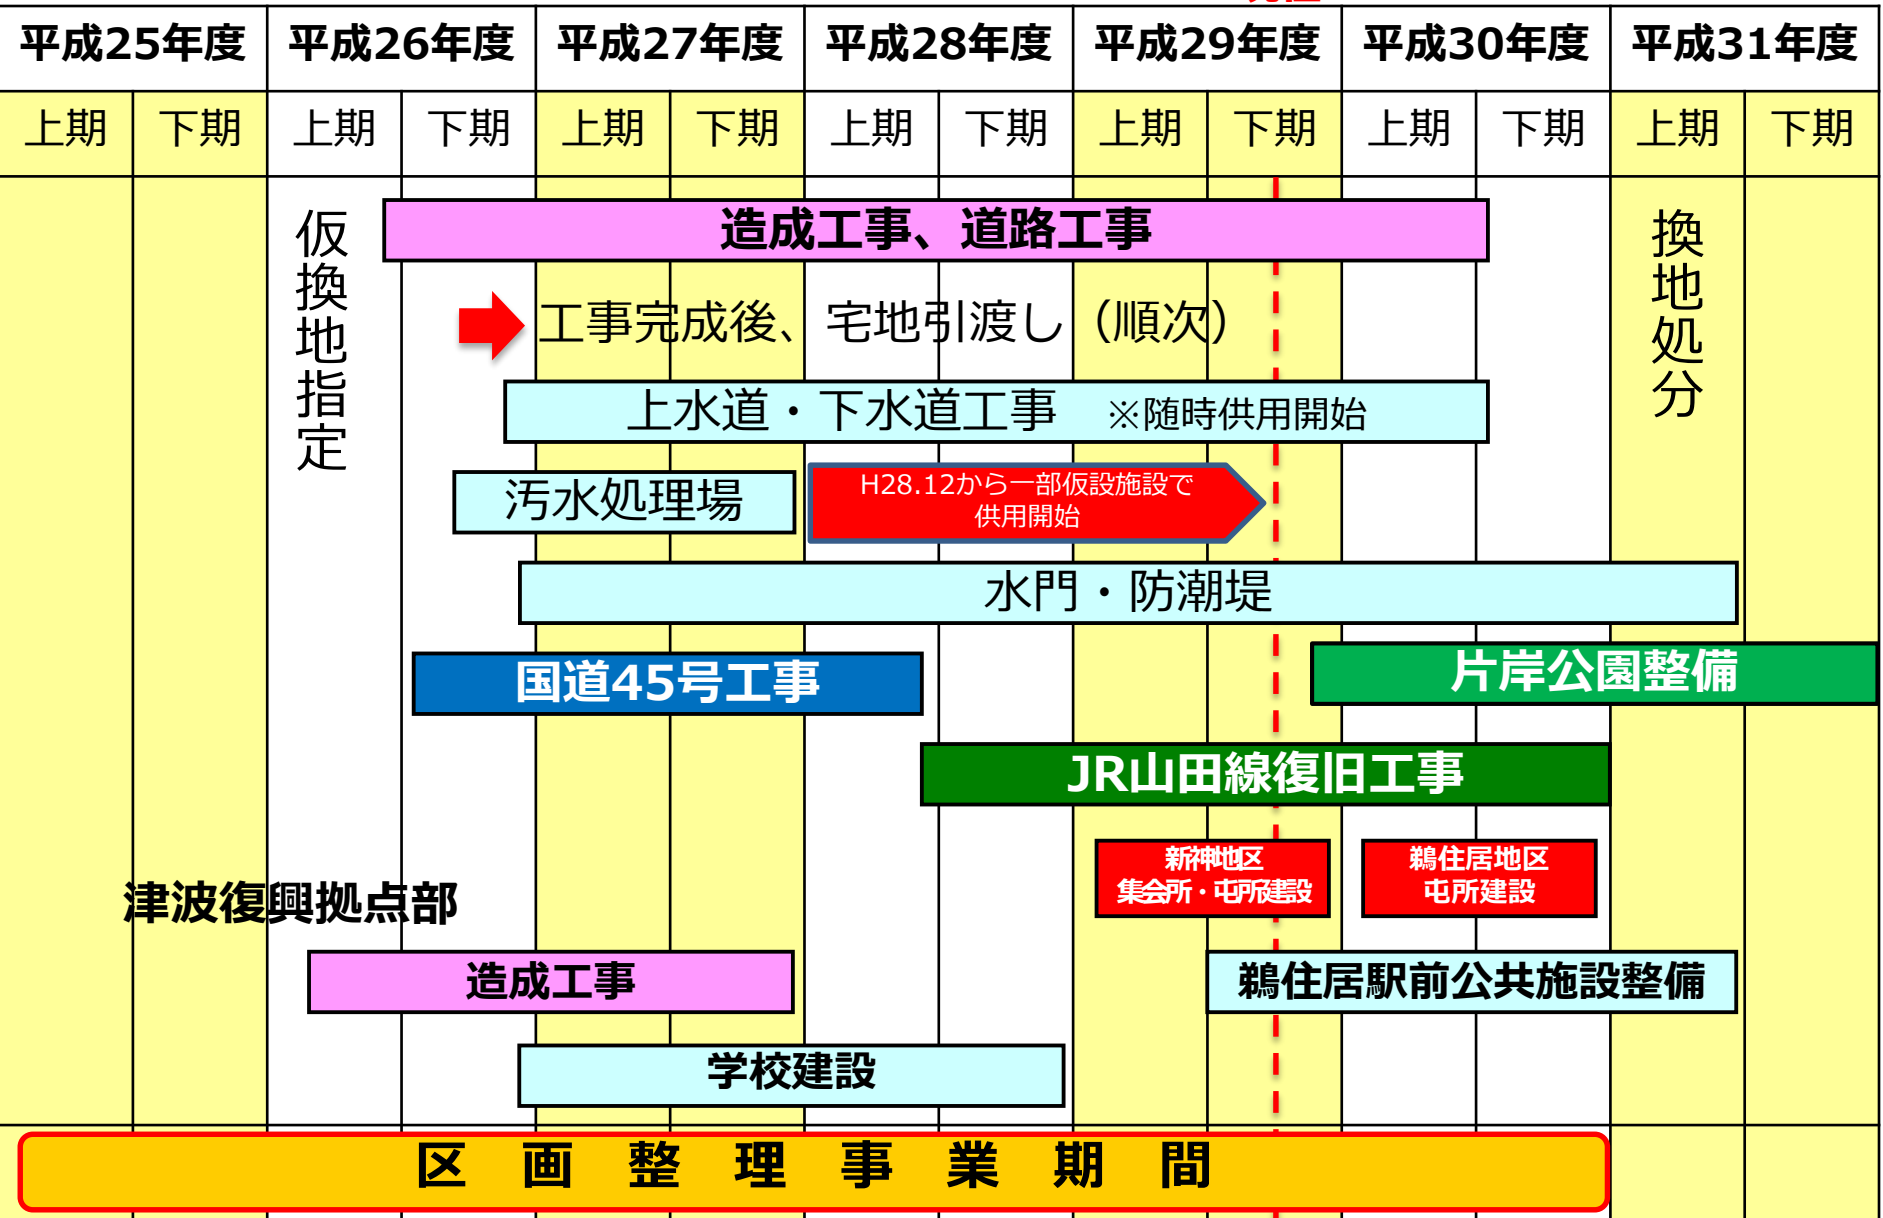 平成25年度 平成26年度 平成27年度 平成28年度 平成29年度 平成30年度 平成31年度
上期 下期 上期 下期 上期 下期 上期 下期 上期 下期 上期 下期 上期 下期
仮換地指定
造成工事、道路工事
換地処分
工事完成後、宅地引渡し（順次）
上水道・下水道工事 ※随時供用開始
汚水処理場
H28.12から一部仮設施設で
供用開始
水門・防潮堤
国道45号工事
片岸公園整備
JR山田線復旧工事
新神地区
集会所・屯所建設
鵜住居地区
屯所建設
津波復興拠点部
造成工事
鵜住居駅前公共施設整備
学校建設
区画整理事業期間